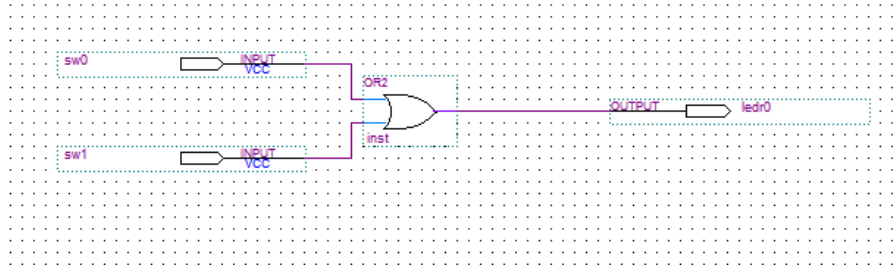 sw0
INPUT
VCC
OR2
inst
OUTPUT
ledr0
sw1
INPUT
VCC